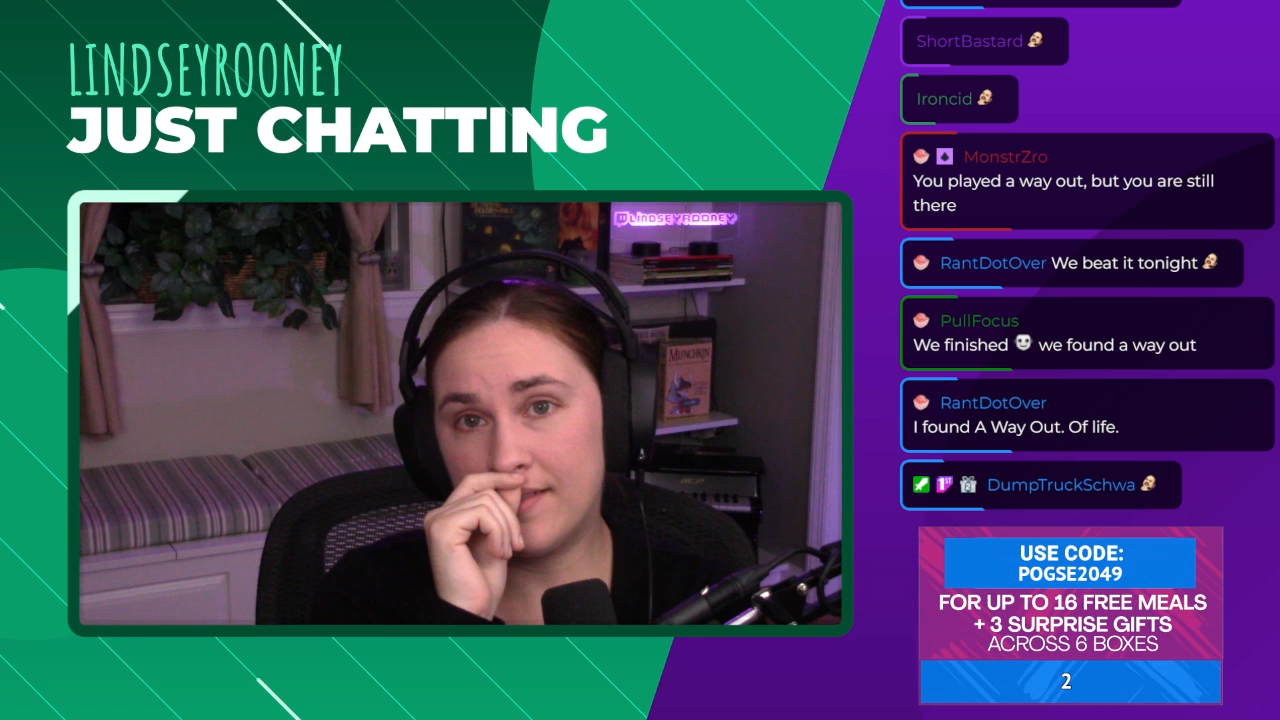 LINDSEYROONEY
JUST CHATTING
LINDSEYROONEY
MUNCHKIN
ShortBastard
Ironcid
MonstrZro
You played a way out, but you are still
there
RantDotOver We beat it tonight
PullFocus
We finished we found a way out
RantDotOver
I found A Way Out. Of life.
1ST DumpTruckSchwa
USE CODE:
POGSE2049
FOR UP TO 16 FREE MEALS
+ 3 SURPRISE GIFTS
ACROSS 6 BOXES
2